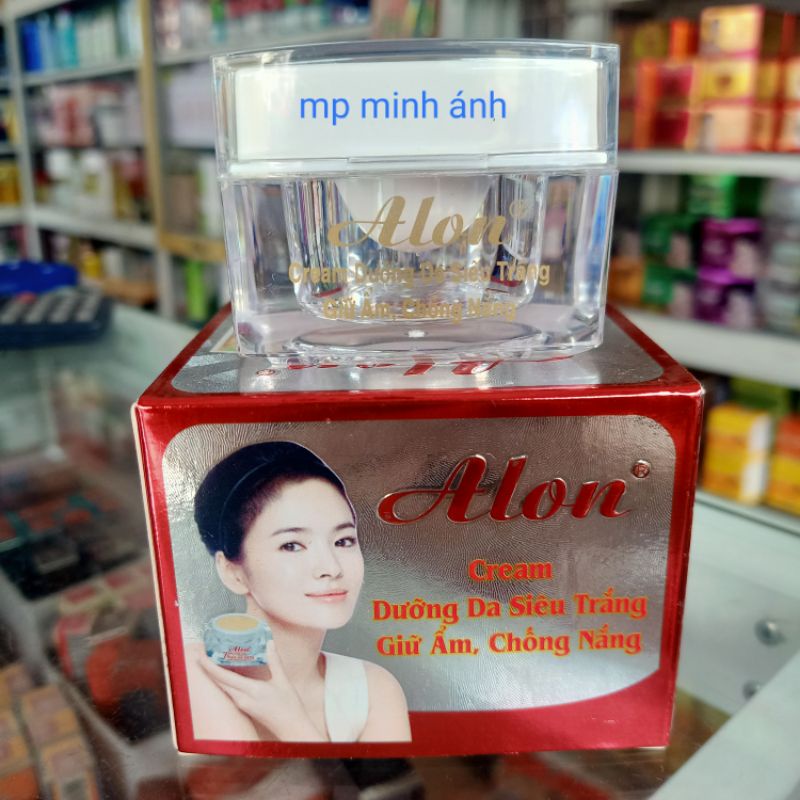 mp minh ánh
Alon®
Cream Dưỡng Da Siêu Trắng
Giữ Ẩm, Chống Nắng
Alon®
Cream
Dưỡng Da Siêu Trắng
Giữ Ẩm, Chống Nắng
Alon